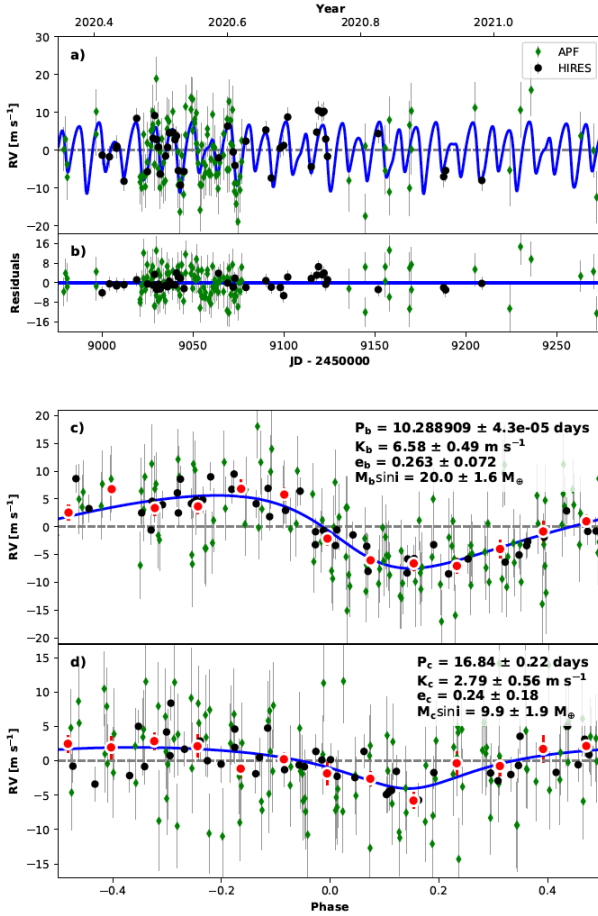 Year
2020.4 2020.6 2020.8 2021.0
a)
APF
HIRES
30
20
10
0
−10
−20
RV [m s⁻¹]
b)
16
8
0
−8
−16
Residuals
9000 9050 9100 9150 9200 9250
JD - 2450000
c)
P_b = 10.288909 ± 4.3e-05 days
K_b = 6.58 ± 0.49 m s⁻¹
e_b = 0.263 ± 0.072
M_b sini = 20.0 ± 1.6 M⊕
20
15
10
5
0
−5
−10
−15
−20
RV [m s⁻¹]
d)
P_c = 16.84 ± 0.22 days
K_c = 2.79 ± 0.56 m s⁻¹
e_c = 0.24 ± 0.18
M_c sini = 9.9 ± 1.9 M⊕
15
10
5
0
−5
−10
−15
RV [m s⁻¹]
−0.4 −0.2 0.0 0.2 0.4
Phase